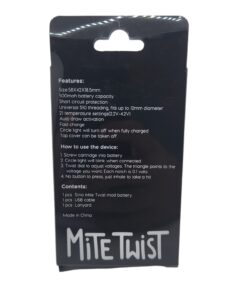 Features:
Size:58X42X18.5mm
500mah battery capacity
Short circuit protection
Universal 510 threading, fits up to 12mm diameter
21 temperature settings(2.2V-4.2V)
Auto draw activation
Fast charge
Circle light will turn off when fully charged
Top cover can be taken off
How to use the device:
1. Screw cartridge into battery
2. Circle light will blink when connected
3. Twist dial to adjust voltages. The triangle points to the
voltage you want. Each notch is 0.1 volts
4. No button to press, just inhale to take a hit
Contents:
1 pcs : Sino Mite Twist mod battery
1 pcs : USB cable
1 pcs : Lanyard
Made in China
MiTE TWIST